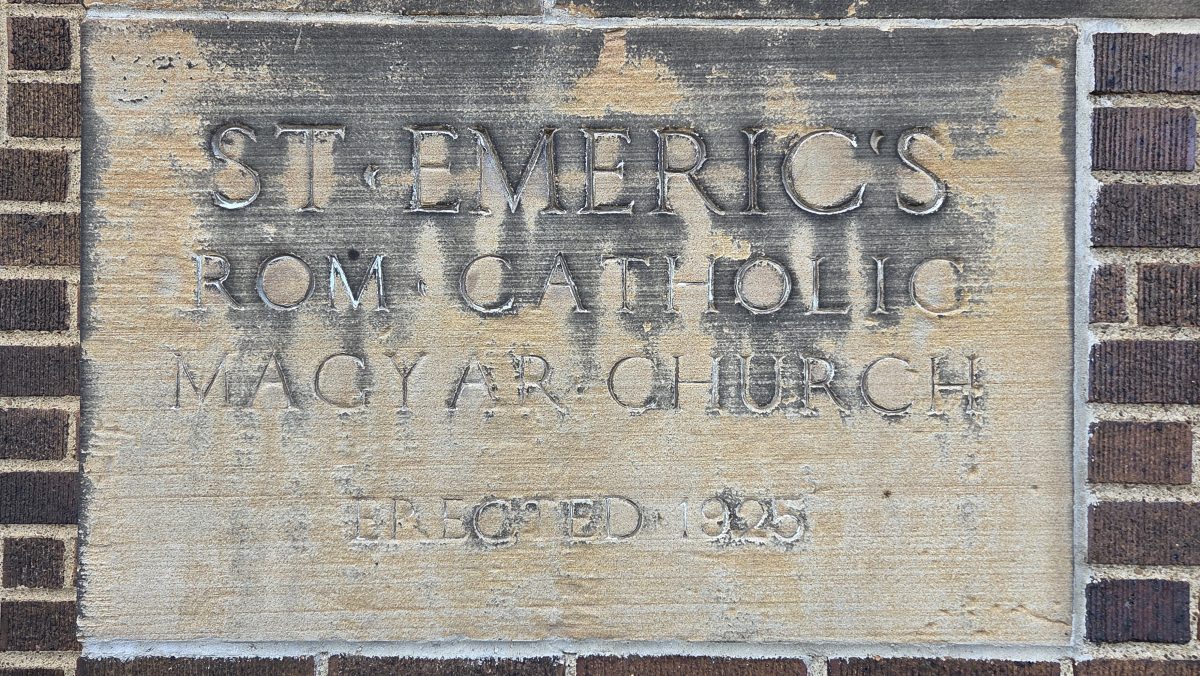 ST·EMERIC'S
ROM·CATHOLIC
MAGYAR·CHURCH
ERECTED 1925